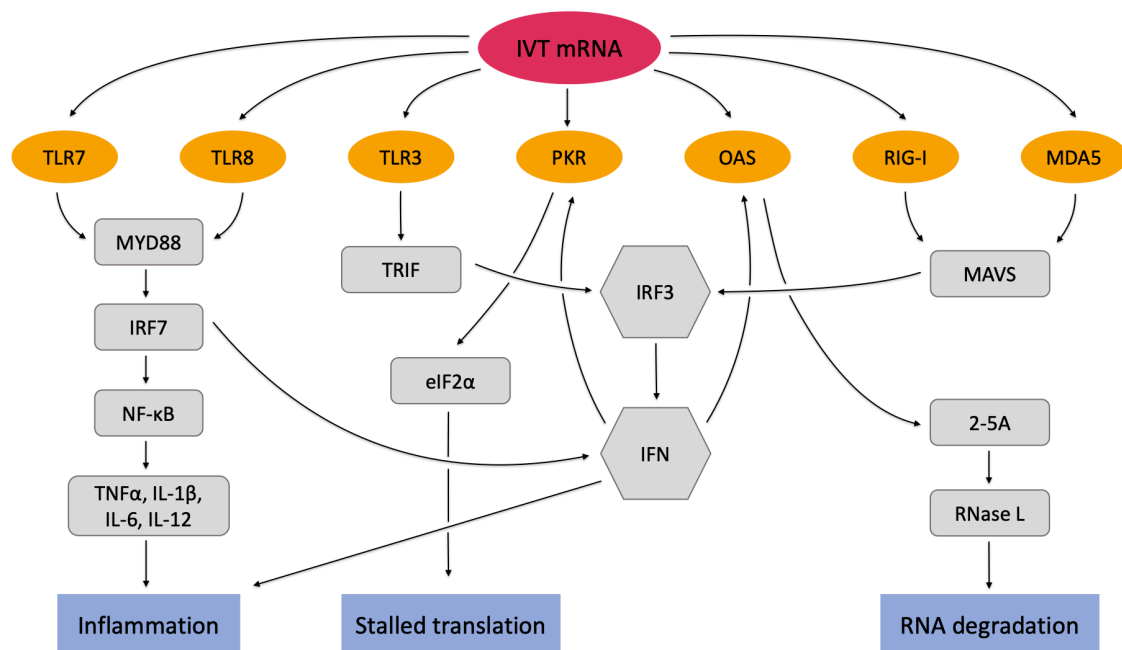 IVT mRNA
TLR7
TLR8
TLR3
PKR
OAS
RIG-I
MDA5
MYD88
TRIF
IRF3
MAVS
IRF7
eIF2α
NF-κB
IFN
2-5A
TNFα, IL-1β,
IL-6, IL-12
RNase L
Inflammation
Stalled translation
RNA degradation